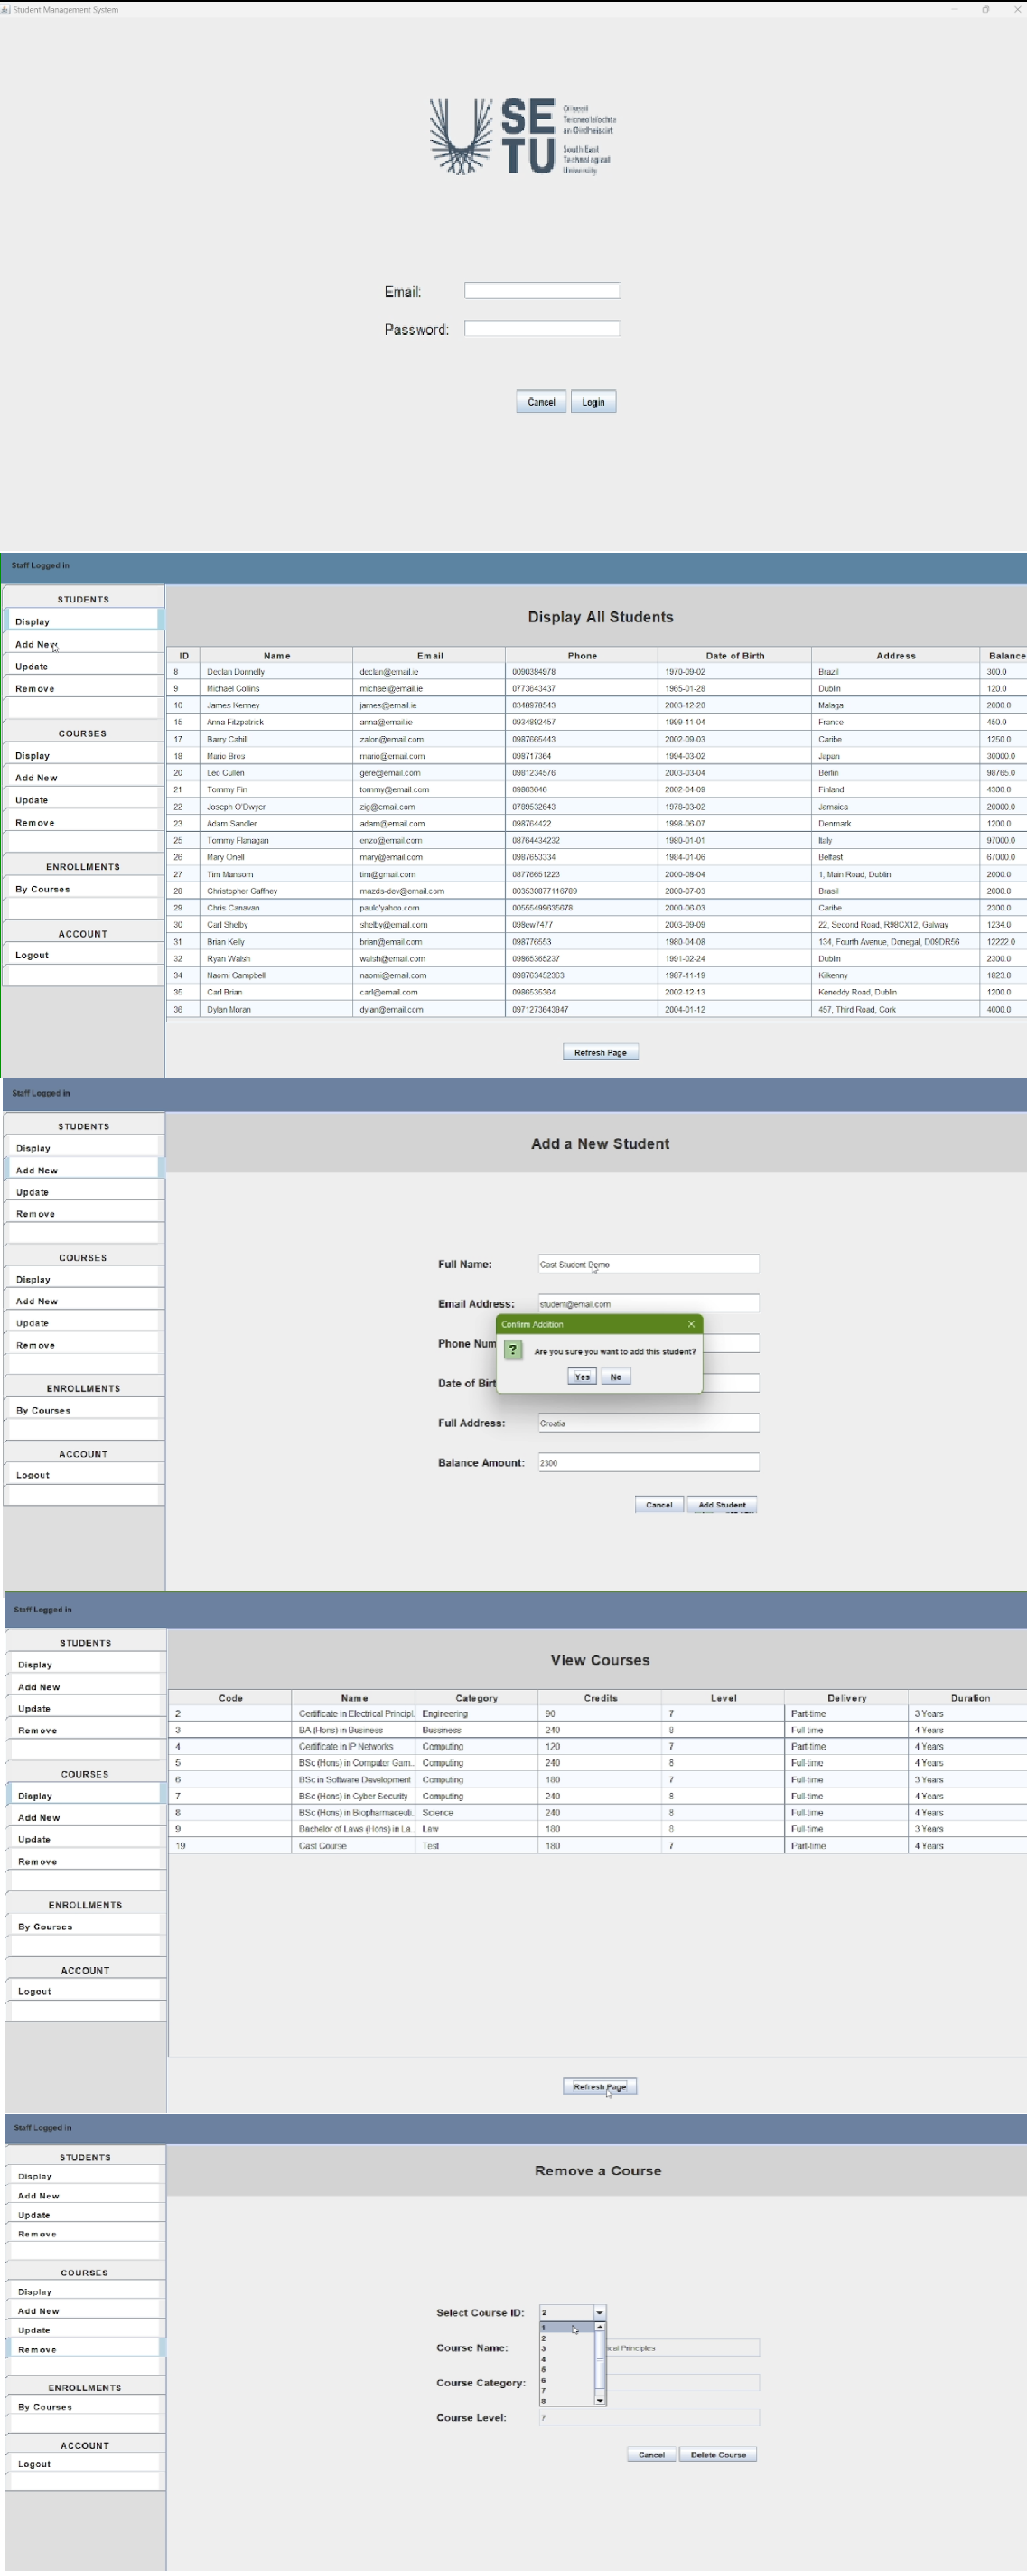 Student Management System
SE
TU
Ollscoil
Teicneolaíochta
an Oirdheiscirt
South East
Technological
University
Email:
Password:
Cancel Login
Staff Logged in
STUDENTS
Display
Add New
Update
Remove
COURSES
Display
Add New
Update
Remove
ENROLLMENTS
By Courses
ACCOUNT
Logout
Display All Students
ID Name Email Phone Date of Birth Address Balance
8 Declan Donnelly declan@email.ie 0090384978 1970-09-02 Brazil 300.0
9 Michael Collins michael@email.ie 0773643437 1965-01-28 Dublin 120.0
10 James Kenney james@email.ie 0348978543 2003-12-20 Malaga 2000.0
15 Anna Fitzpatrick anna@email.ie 0934892457 1999-11-04 France 450.0
17 Barry Cahill zalon@email.com 0987665443 2002-09-03 Caribe 1250.0
18 Mario Bros mario@email.com 098717364 1994-03-02 Japan 30000.0
20 Leo Cullen gere@email.com 0981234576 2003-03-04 Berlin 98765.0
21 Tommy Fin tommy@email.com 09863646 2002-04-09 Finland 4300.0
22 Joseph O'Dwyer zig@email.com 0789532643 1978-03-02 Jamaica 20000.0
23 Adam Sandler adam@email.com 098764422 1998-06-07 Denmark 1200.0
25 Tommy Flanagan enzo@email.com 08764434232 1980-01-01 Italy 97000.0
26 Mary Onell mary@email.com 0987653334 1984-01-06 Belfast 67000.0
27 Tim Mansom tim@gmail.com 08776651223 2000-08-04 1, Main Road, Dublin 2000.0
28 Christopher Gaffney mazds-dev@email.com 003530877116789 2000-07-03 Brasil 2000.0
29 Chris Canavan paulo'yahoo.com 00565499635678 2000-06-03 Caribe 2300.0
30 Carl Shelby shelby@email.com 098ew7477 2003-09-09 22, Second Road, R98CX12, Galway 1234.0
31 Brian Kelly brian@email.com 098776553 1980-04-08 134, Fourth Avenue, Donegal, D09DR56 12222.0
32 Ryan Walsh walsh@email.com 09865365237 1991-02-24 Dublin 2300.0
34 Naomi Campbell naomi@email.com 098763452363 1987-11-19 Kilkenny 1823.0
35 Carl Brian carl@email.com 0986535364 2002-12-13 Keneddy Road, Dublin 1200.0
36 Dylan Moran dylan@email.com 0971273643847 2004-01-12 457, Third Road, Cork 4000.0
Refresh Page
Staff Logged in
STUDENTS
Display
Add New
Update
Remove
COURSES
Display
Add New
Update
Remove
ENROLLMENTS
By Courses
ACCOUNT
Logout
Add a New Student
Full Name: Cast Student Demo
Email Address: student@email.com
Confirm Addition
Phone Num
? Are you sure you want to add this student?
Yes No
Date of Birt
Full Address: Croatia
Balance Amount: 2300
Cancel Add Student
Staff Logged in
STUDENTS
Display
Add New
Update
Remove
COURSES
Display
Add New
Update
Remove
ENROLLMENTS
By Courses
ACCOUNT
Logout
View Courses
Code Name Category Credits Level Delivery Duration
2 Certificate in Electrical Principl.. Engineering 90 7 Part-time 3 Years
3 BA (Hons) in Business Bussiness 240 8 Full-time 4 Years
4 Certificate in IP Networks Computing 120 7 Part-time 4 Years
5 BSc (Hons) in Computer Gam... Computing 240 8 Full-time 4 Years
6 BSc in Software Development Computing 180 7 Full-time 3 Years
7 BSc (Hons) in Cyber Security Computing 240 8 Full-time 4 Years
8 BSc (Hons) in Biopharmaceuti... Science 240 8 Full-time 4 Years
9 Bachelor of Laws (Hons) in La... Law 180 8 Full-time 3 Years
19 Cast Course Test 180 7 Part-time 4 Years
Refresh Page
Staff Logged in
STUDENTS
Display
Add New
Update
Remove
COURSES
Display
Add New
Update
Remove
ENROLLMENTS
By Courses
ACCOUNT
Logout
Remove a Course
Select Course ID: 2
1
2
3
4
5
6
7
8
Course Name: ical Principles
Course Category:
Course Level: 7
Cancel Delete Course